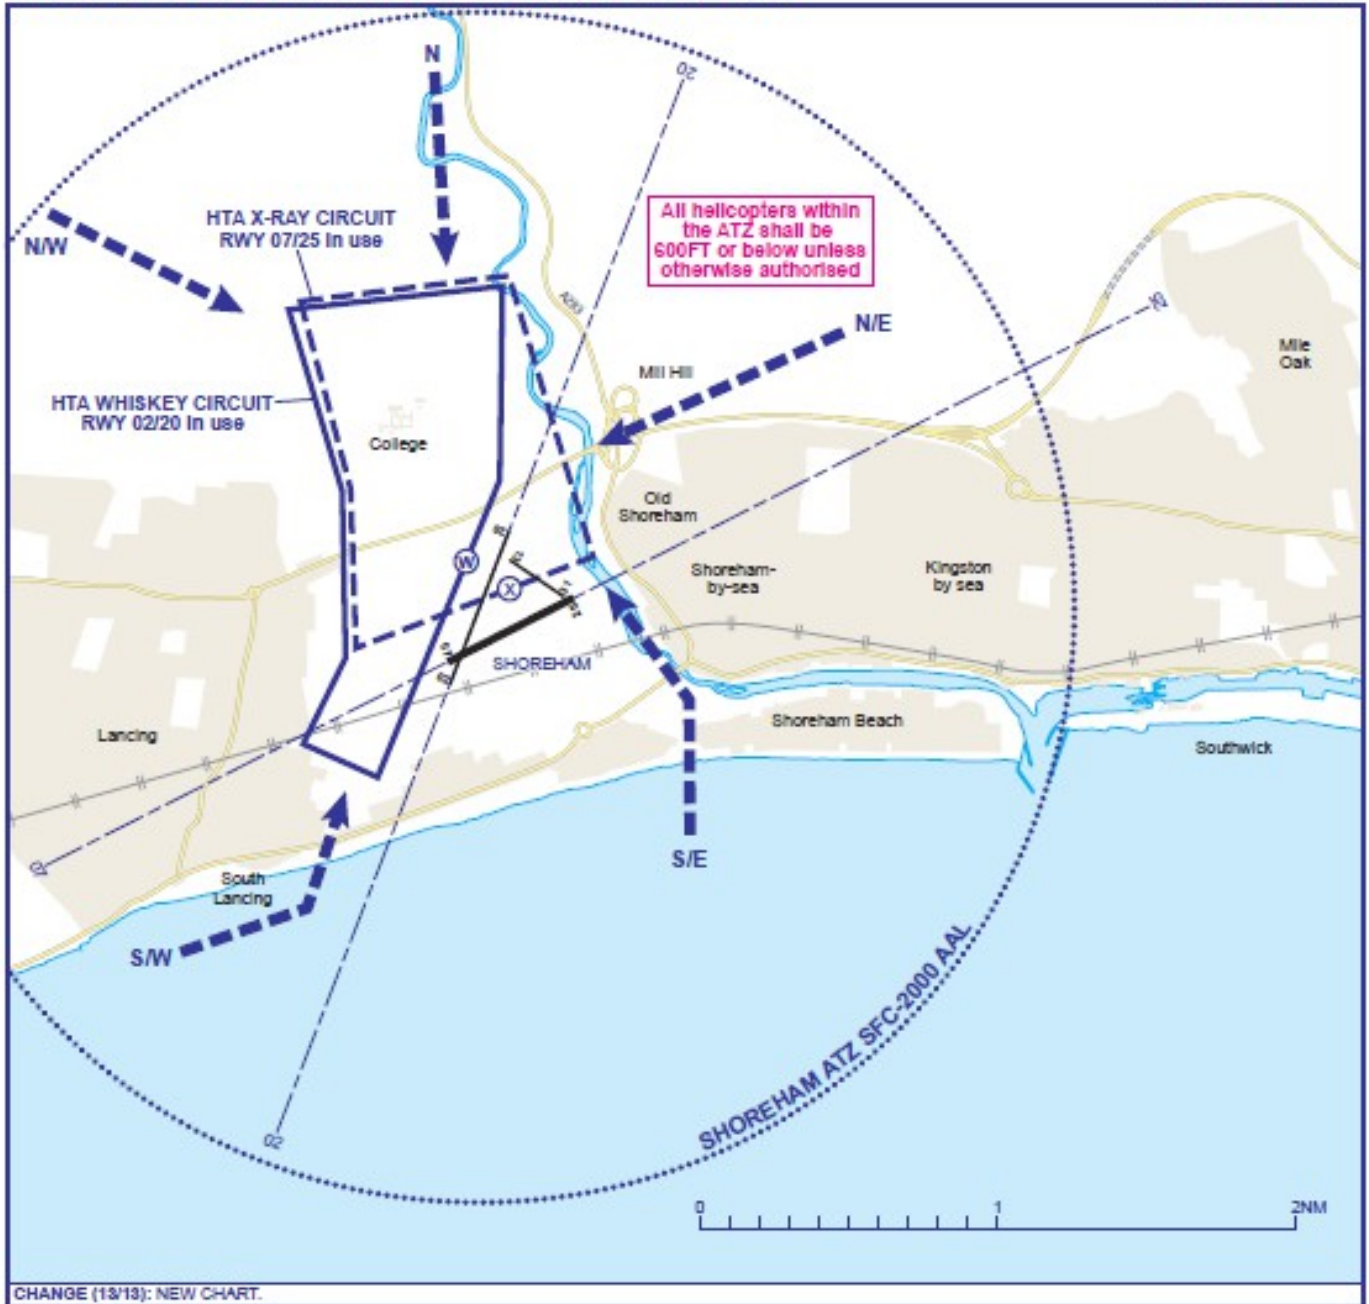 N
20
HTA X-RAY CIRCUIT
RWY 07/25 in use
N/W
All helicopters within
the ATZ shall be
600FT or below unless
otherwise authorised
A283
N/E
Mile
Oak
Mill Hill
HTA WHISKEY CIRCUIT
RWY 02/20 in use
College
Old
Shoreham
W
X
Shoreham-
by-sea
Kingston
by sea
SHOREHAM
Lancing
Shoreham Beach
Southwick
07
S/E
South
Lancing
S/W
SHOREHAM ATZ SFC-2000 AAL
02
0
1
2NM
CHANGE (13/13): NEW CHART.